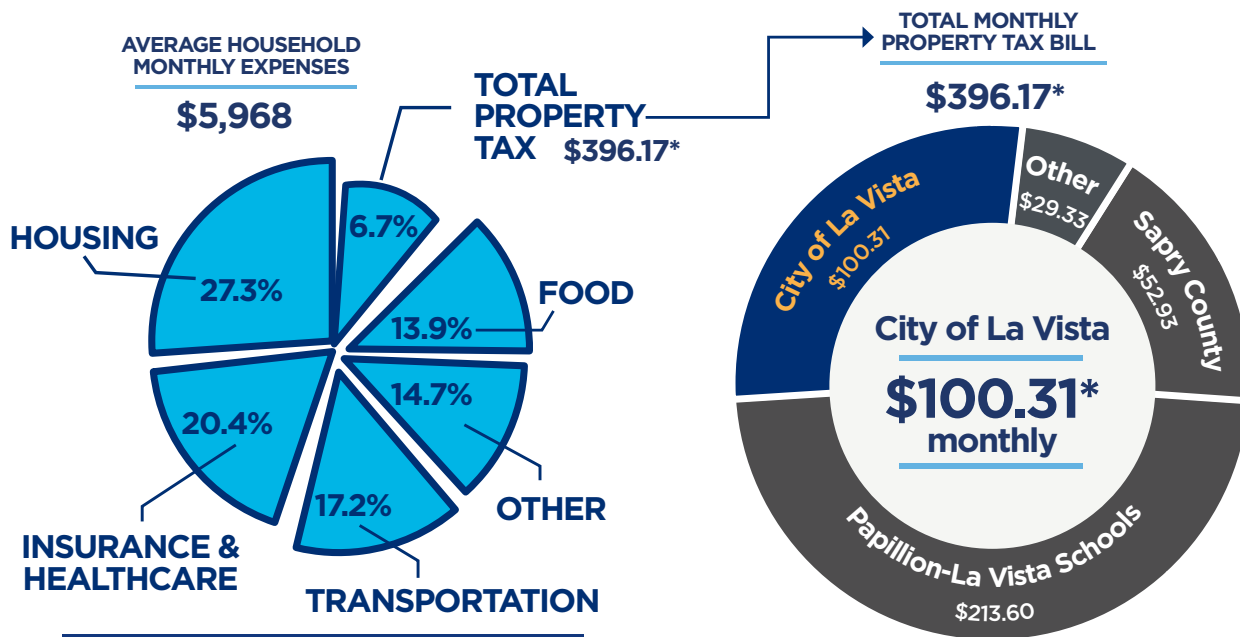 AVERAGE HOUSEHOLD
MONTHLY EXPENSES
$5,968
TOTAL
PROPERTY
TAX $396.17*
6.7%
HOUSING
27.3%
FOOD
13.9%
14.7%
OTHER
20.4%
INSURANCE &
HEALTHCARE
17.2%
TRANSPORTATION
TOTAL MONTHLY
PROPERTY TAX BILL
$396.17*
City of La Vista
$100.31
Other
$29.33
Sapry County
$52.93
City of La Vista
$100.31*
monthly
Papillion-La Vista Schools
$213.60